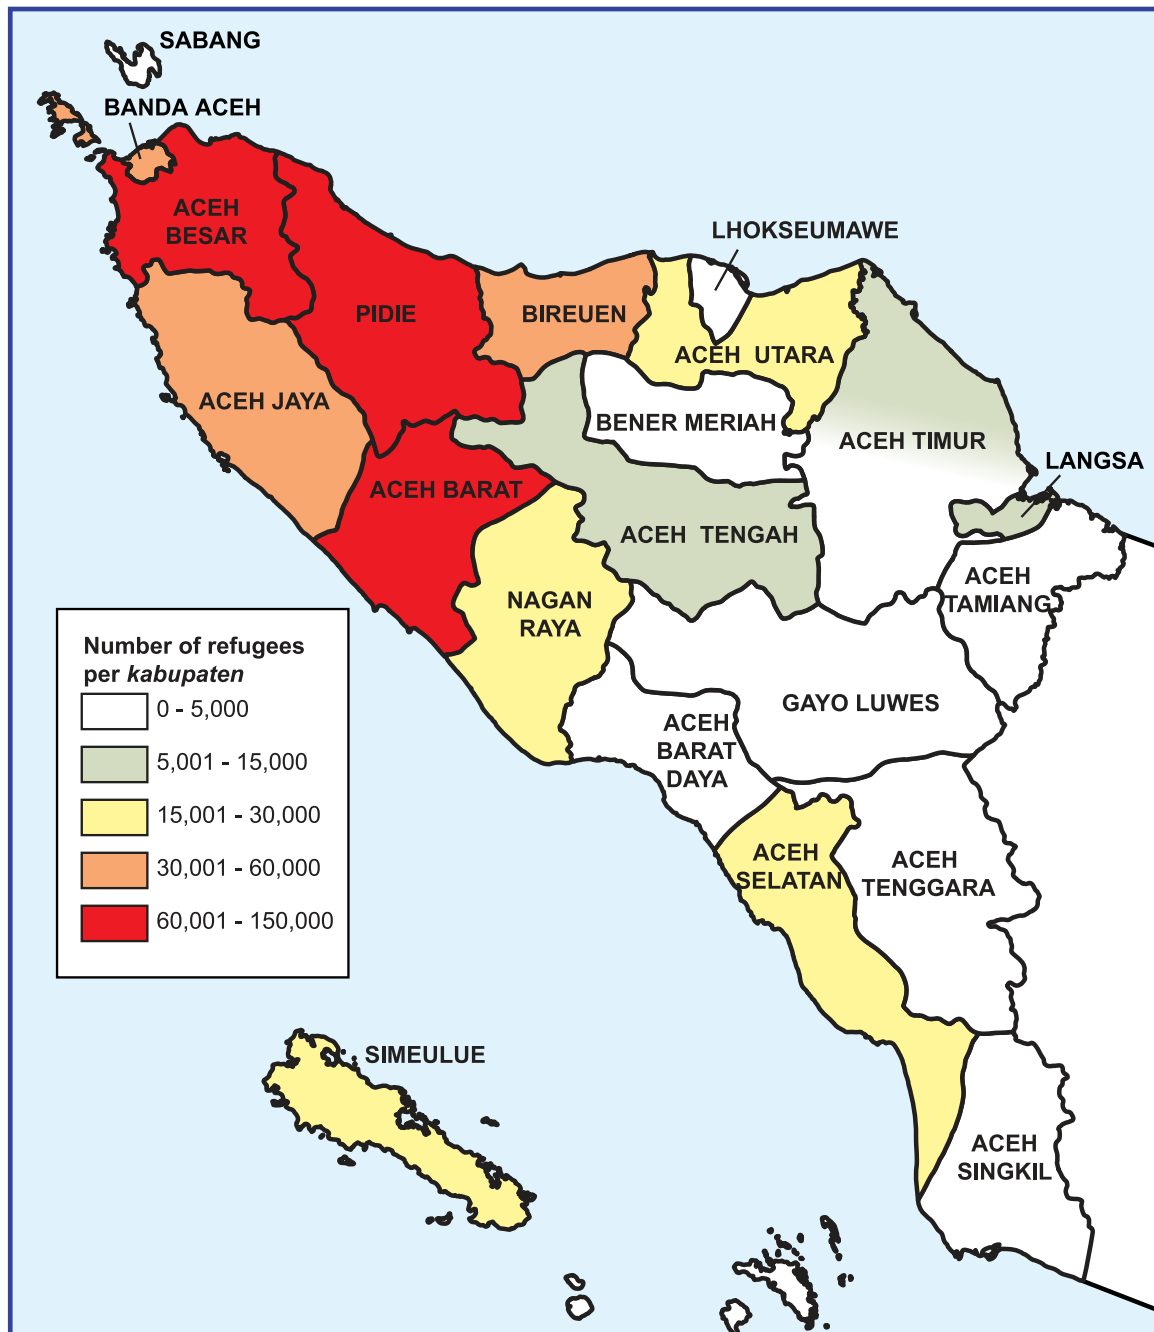 SABANG
BANDA ACEH
ACEH
BESAR
LHOKSEUMAWE
PIDIE
BIREUEN
ACEH UTARA
ACEH JAYA
BENER MERIAH
ACEH TIMUR
LANGSA
ACEH BARAT
ACEH TENGAH
ACEH
TAMIANG
NAGAN
RAYA
Number of refugees
per kabupaten
0 - 5,000
5,001 - 15,000
15,001 - 30,000
30,001 - 60,000
60,001 - 150,000
GAYO LUWES
ACEH
BARAT
DAYA
ACEH
SELATAN
ACEH
TENGGARA
SIMEULUE
ACEH
SINGKIL